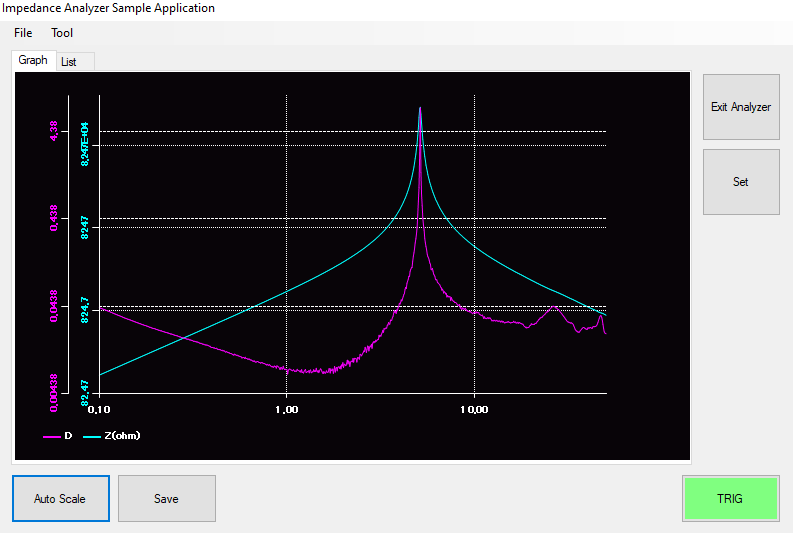 Impedance Analyzer Sample Application
File Tool
Graph List
4.38
0.438
0.0438
0.00438
8.247E+04
8247
824.7
82.47
0.10 1.00 10.00
D Z(ohm)
Exit Analyzer
Set
Auto Scale Save TRIG